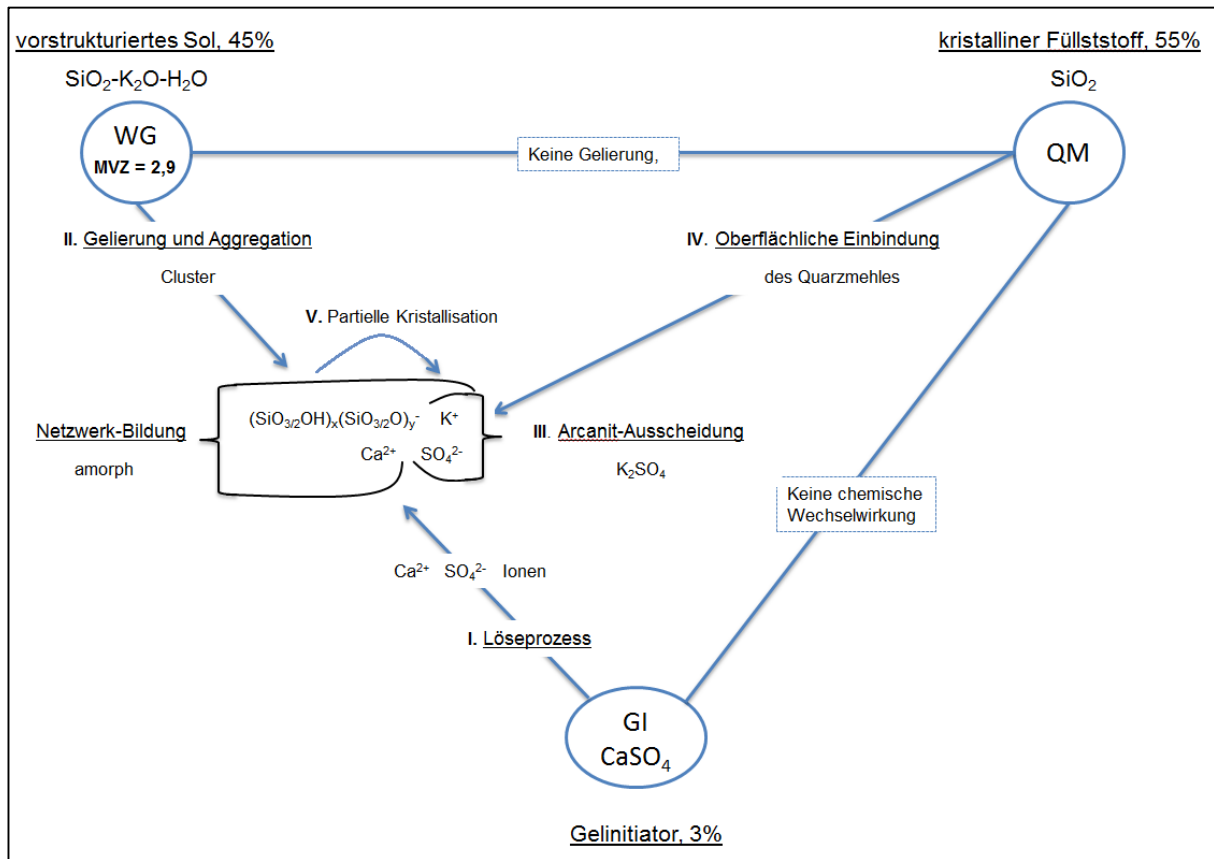 vorstrukturiertes Sol, 45%
kristalliner Füllststoff, 55%
SiO₂-K₂O-H₂O
SiO₂
WG
MVZ = 2,9
Keine Gelierung,
QM
II. Gelierung und Aggregation
Cluster
IV. Oberflächliche Einbindung
des Quarzmehles
V. Partielle Kristallisation
(SiO₃/₂OH)ₓ(SiO₃/₂O)ᵧ⁻ K⁺
Ca²⁺ SO₄²⁻
Netzwerk-Bildung
amorph
III. Arcanit-Ausscheidung
K₂SO₄
Keine chemische
Wechselwirkung
Ca²⁺ SO₄²⁻ Ionen
I. Löseprozess
GI
CaSO₄
Gelinitiator, 3%